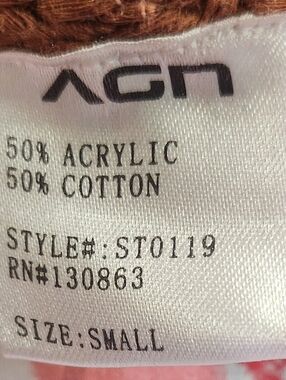 AGN
50% ACRYLIC
50% COTTON
STYLE#:ST0119
RN#130863
SIZE:SMALL